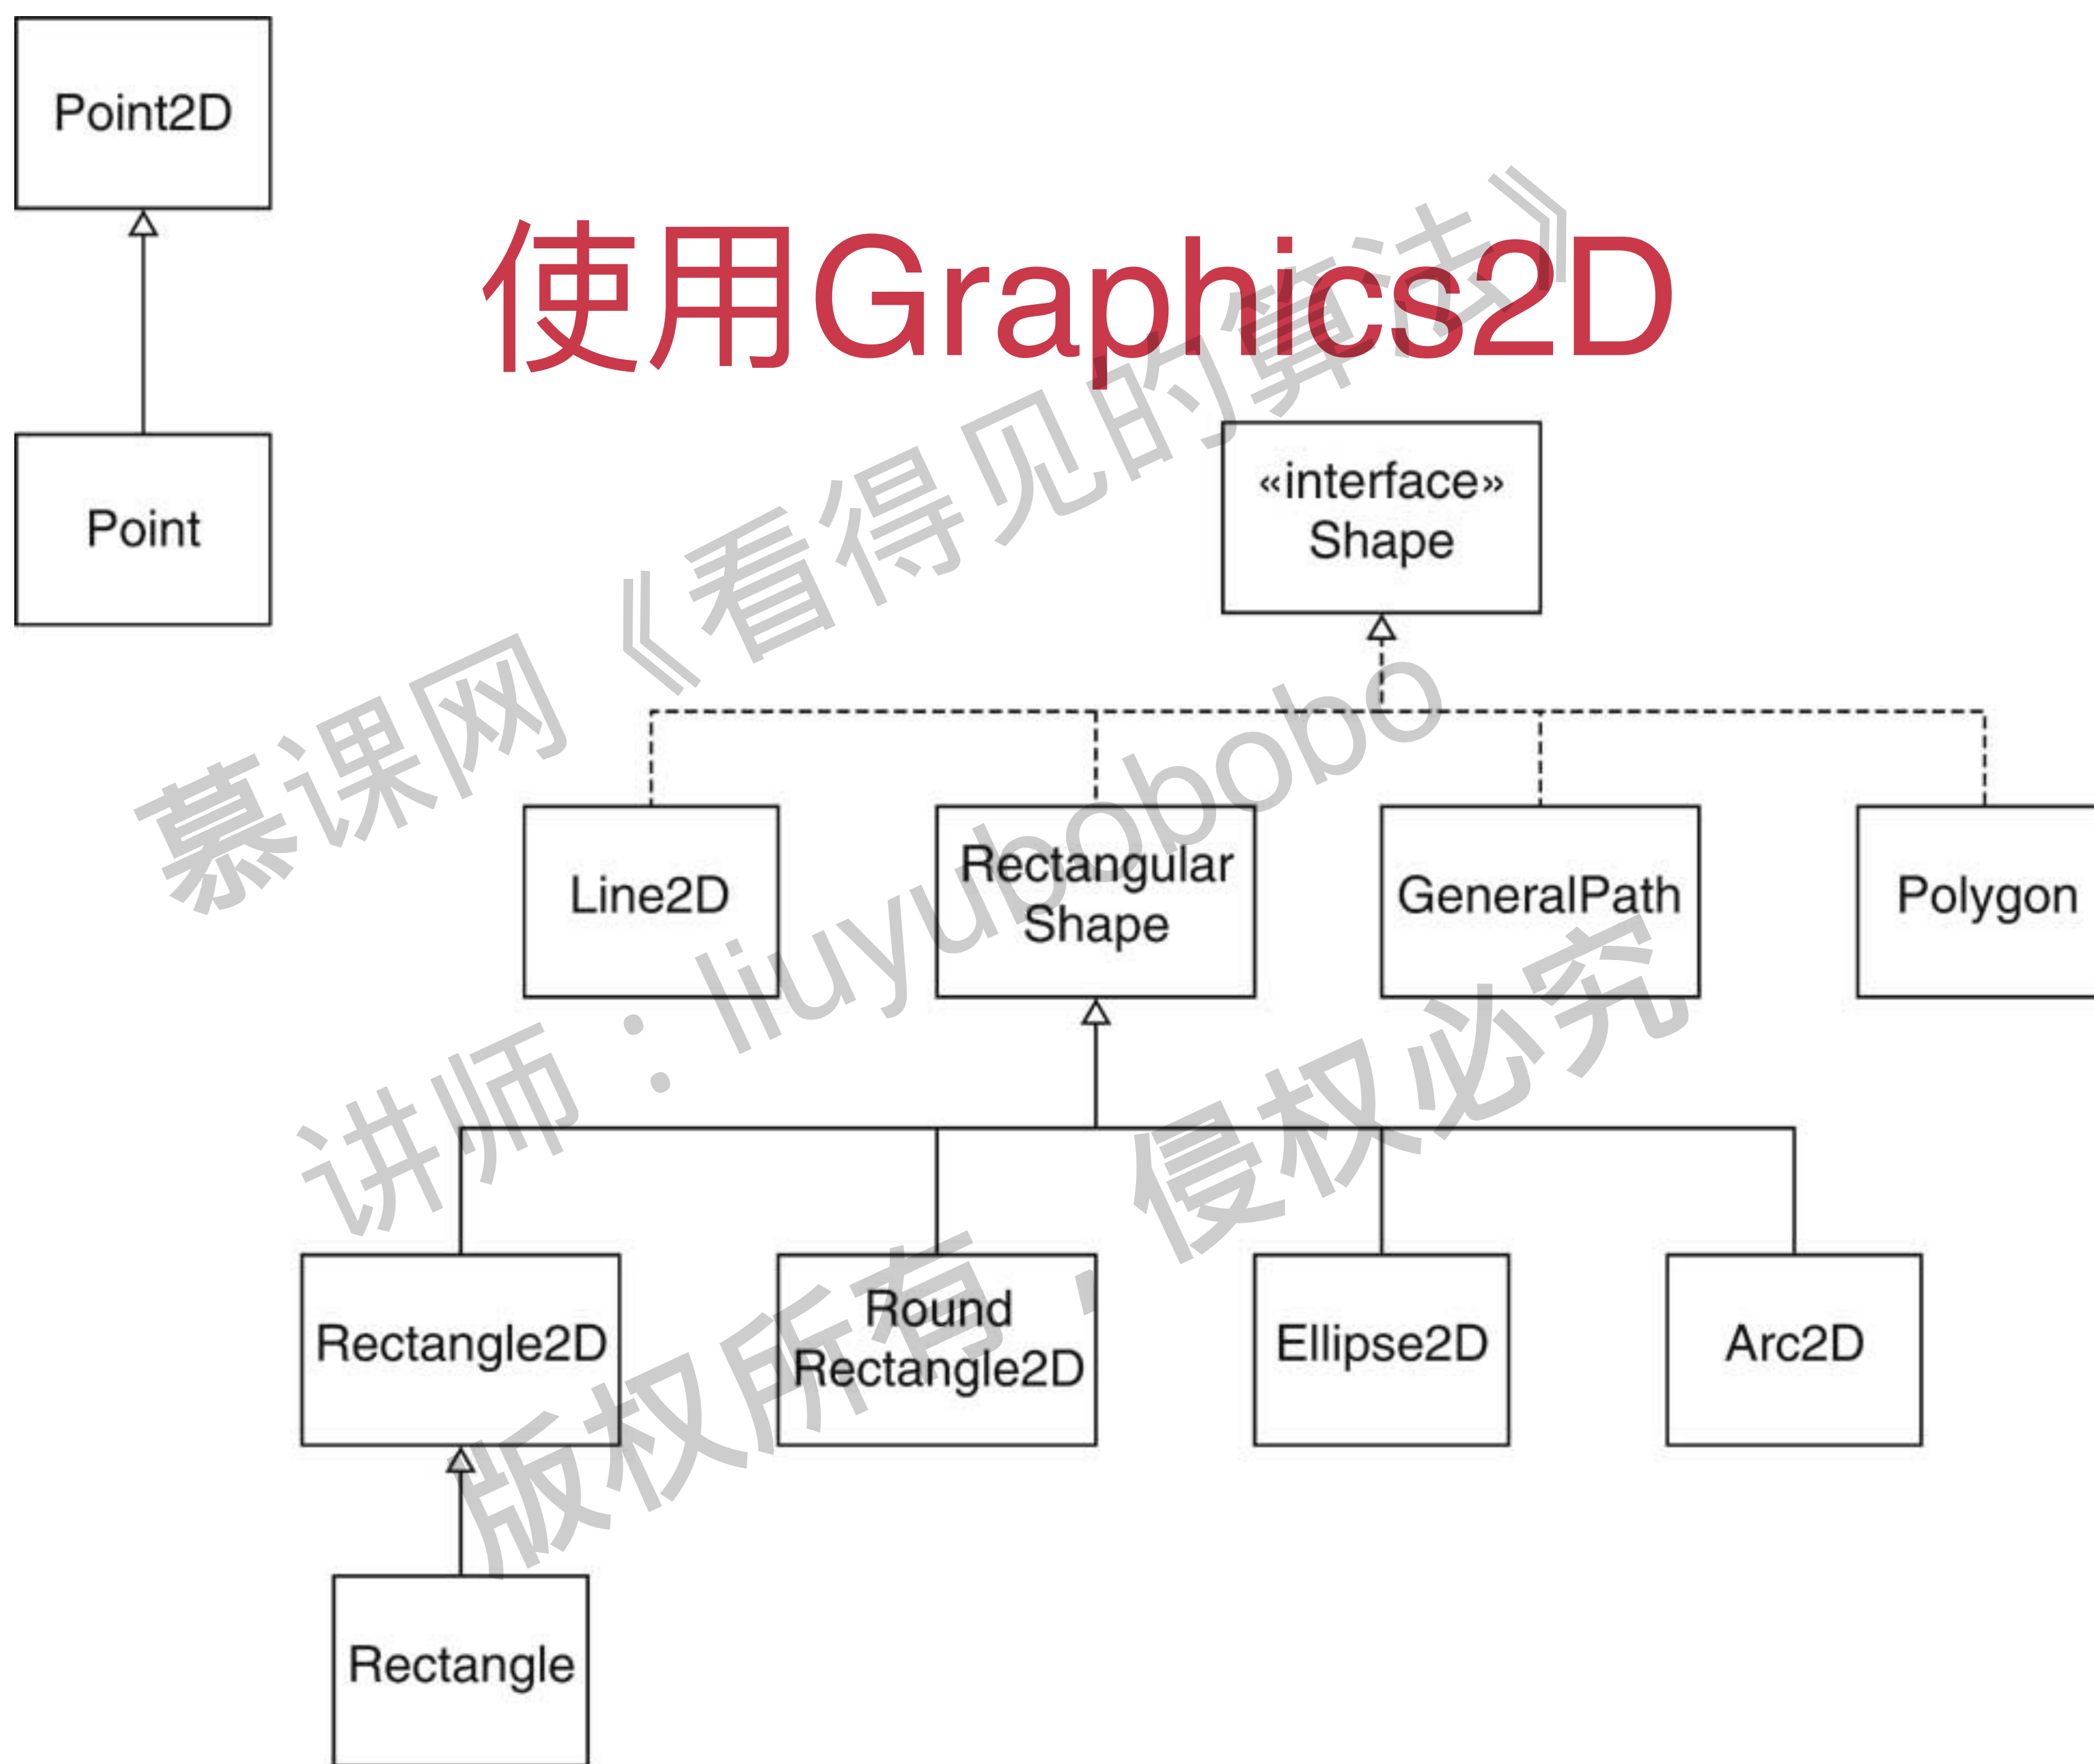 Point2D
使用Graphics2D
Point
«interface»
Shape
Line2D
Rectangular
Shape
GeneralPath
Polygon
Rectangle2D
Round
Rectangle2D
Ellipse2D
Arc2D
Rectangle
慕课网《看得见的算法》
讲师：liuyubobobo
版权所有，侵权必究